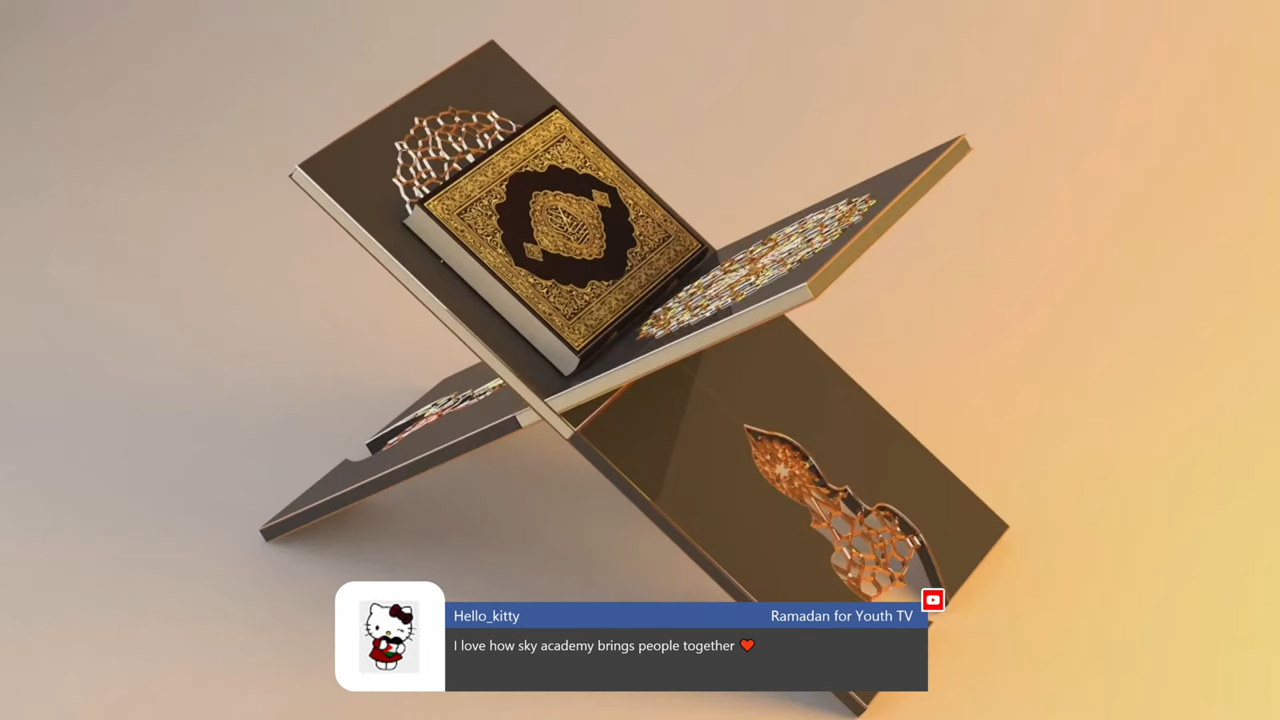 Hello_kitty
Ramadan for Youth TV
I love how sky academy brings people together ❤